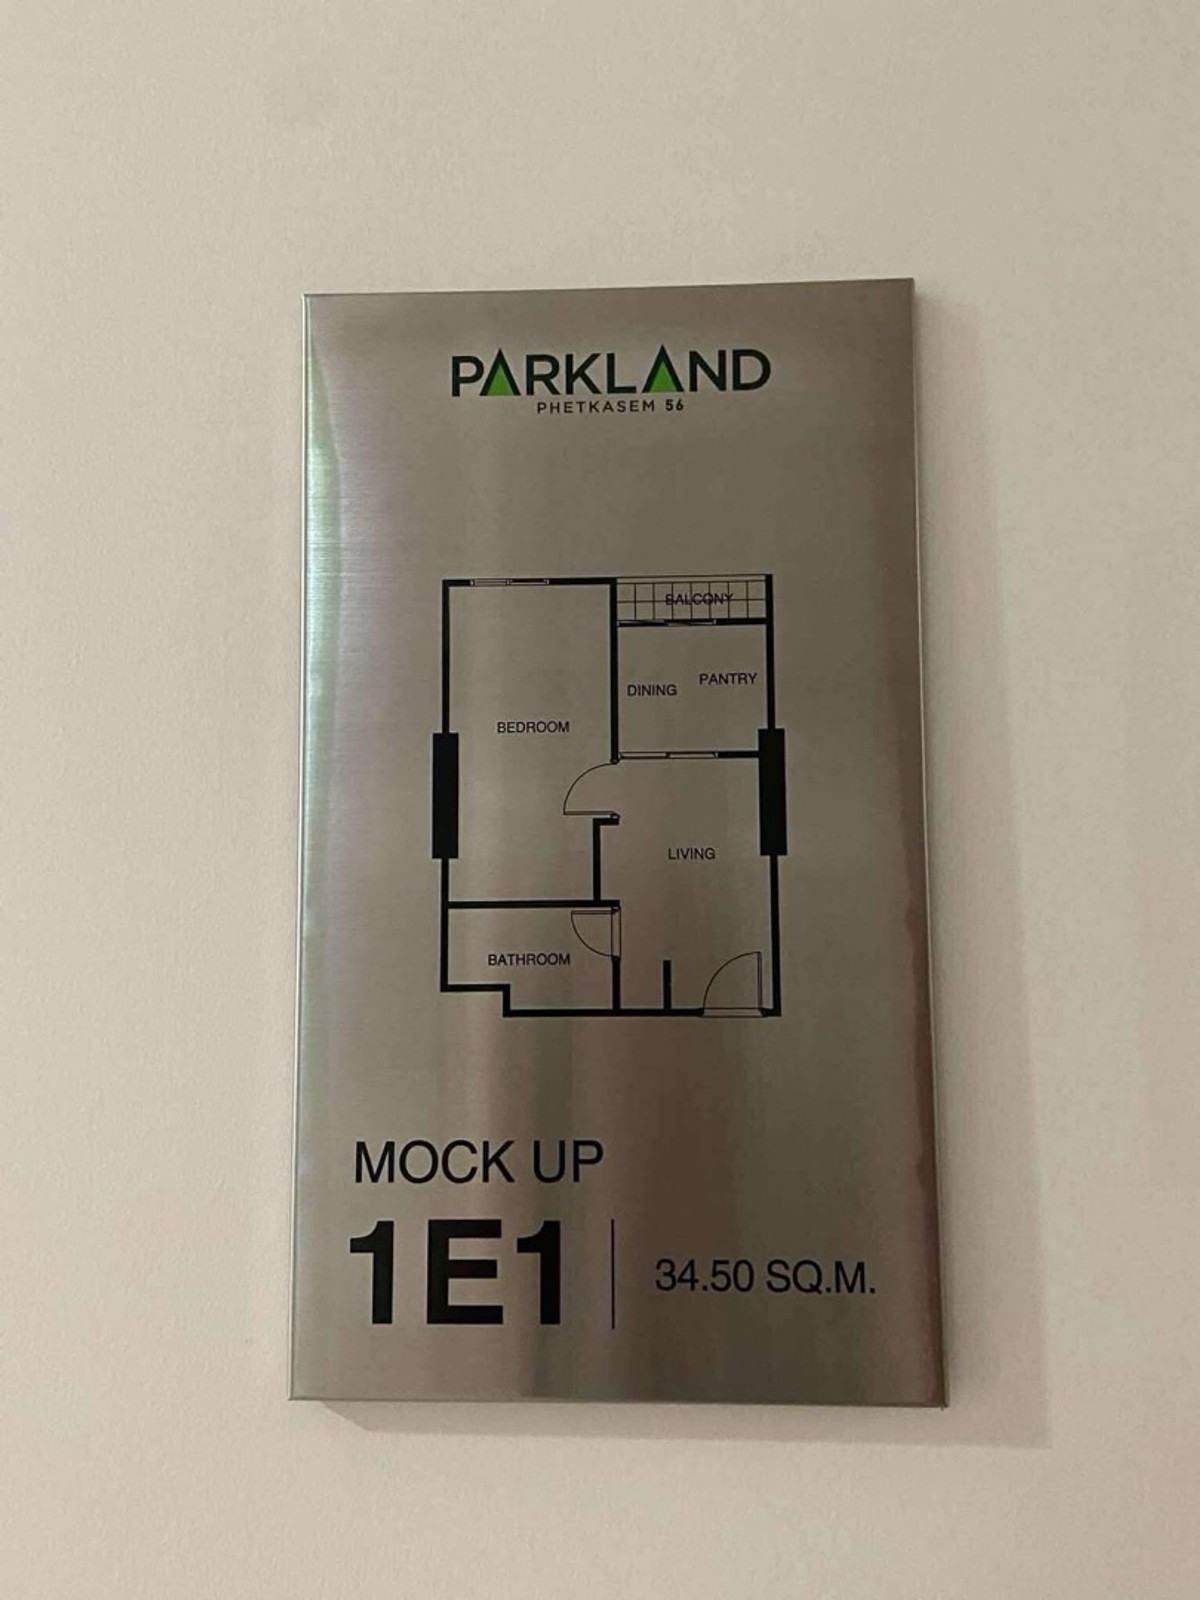 PARKLAND
PHETKASEM 56
BALCONY
DINING
PANTRY
BEDROOM
LIVING
BATHROOM
MOCK UP
1E1
34.50 SQ.M.